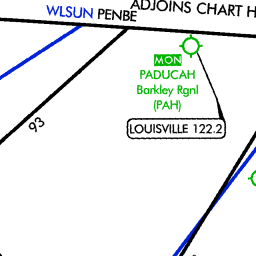 ADJOINS CHART H
WLSUN PENBE
MON
PADUCAH
Barkley Rgnl
(PAH)
LOUISVILLE 122.2
93